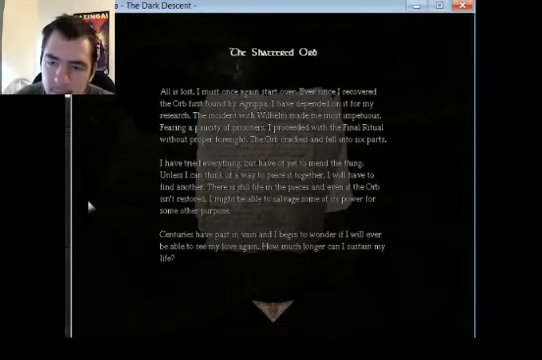 a - The Dark Descent -
The Shattered Orb
All is lost, I must once again start over. Ever since I recovered
the Orb first found by Agrippa, I have depended on it for my
research. The incident with Wilhelm made me most impetuous.
Fearing a paucity of prisoners, I proceeded with the Final Ritual
without proper foresight. The Orb cracked and fell into six parts.
I have tried everything, but have of yet to mend the thing.
Unless I can think of a way to piece it together, I will have to
find another. There is still life in the pieces and even if the Orb
isn't restored, I might be able to salvage some of its power for
some other purpose.
Centuries have past in vain and I begin to wonder if I will ever
be able to see my love again. How much longer can I sustain my
life?